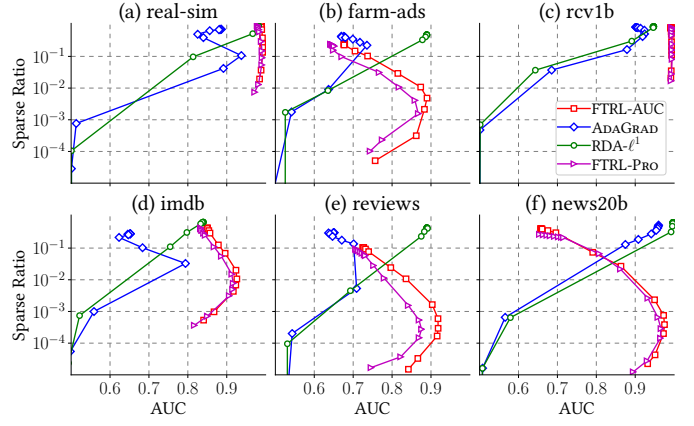 (a) real-sim
(b) farm-ads
(c) rcv1b
Sparse Ratio
10⁻¹
10⁻²
10⁻³
10⁻⁴
FTRL-AUC
AdaGrad
RDA-ℓ¹
FTRL-Pro
(d) imdb
(e) reviews
(f) news20b
Sparse Ratio
10⁻¹
10⁻²
10⁻³
10⁻⁴
0.6 0.7 0.8 0.9
0.6 0.7 0.8 0.9
0.6 0.7 0.8 0.9
AUC
AUC
AUC